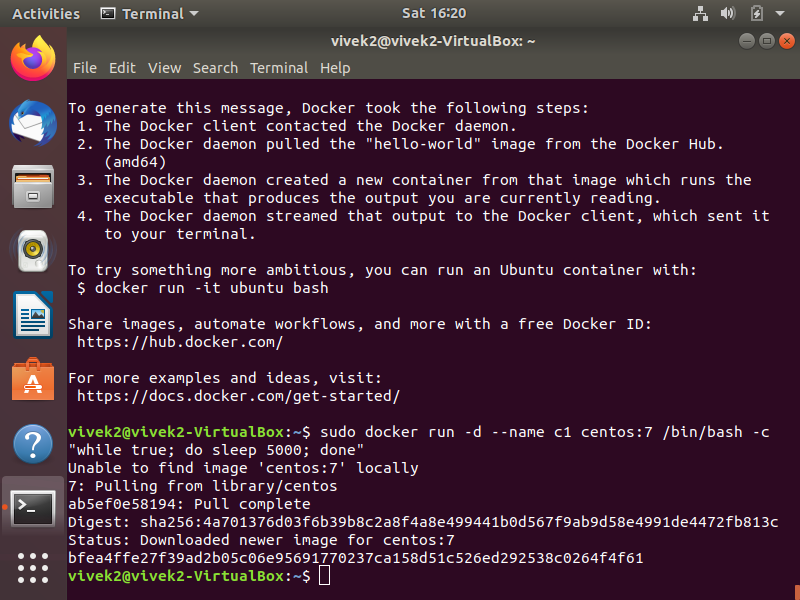 Activities Terminal Sat 16:20
vivek2@vivek2-VirtualBox: ~
File Edit View Search Terminal Help
To generate this message, Docker took the following steps:
1. The Docker client contacted the Docker daemon.
2. The Docker daemon pulled the "hello-world" image from the Docker Hub.
(amd64)
3. The Docker daemon created a new container from that image which runs the
executable that produces the output you are currently reading.
4. The Docker daemon streamed that output to the Docker client, which sent it
to your terminal.
To try something more ambitious, you can run an Ubuntu container with:
$ docker run -it ubuntu bash
Share images, automate workflows, and more with a free Docker ID:
https://hub.docker.com/
For more examples and ideas, visit:
https://docs.docker.com/get-started/
vivek2@vivek2-VirtualBox:~$ sudo docker run -d --name c1 centos:7 /bin/bash -c
"while true; do sleep 5000; done"
Unable to find image 'centos:7' locally
7: Pulling from library/centos
ab5ef0e58194: Pull complete
Digest: sha256:4a701376d03f6b39b8c2a8f4a8e499441b0d567f9ab9d58e4991de4472fb813c
Status: Downloaded newer image for centos:7
bfea4ffe27f39ad2b05c06e95691770237ca158d51c526ed292538c0264f4f61
vivek2@vivek2-VirtualBox:~$